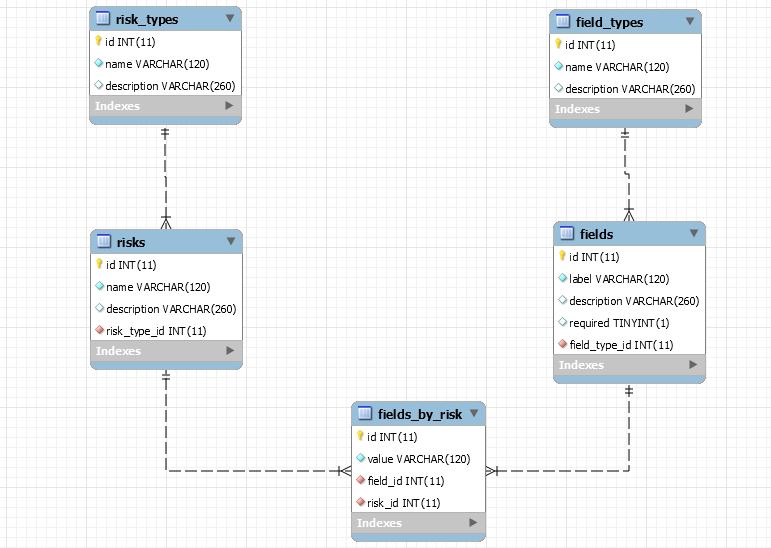 risk_types
id INT(11)
name VARCHAR(120)
description VARCHAR(260)
Indexes
field_types
id INT(11)
name VARCHAR(120)
description VARCHAR(260)
Indexes
risks
id INT(11)
name VARCHAR(120)
description VARCHAR(260)
risk_type_id INT(11)
Indexes
fields
id INT(11)
label VARCHAR(120)
description VARCHAR(260)
required TINYINT(1)
field_type_id INT(11)
Indexes
fields_by_risk
id INT(11)
value VARCHAR(120)
field_id INT(11)
risk_id INT(11)
Indexes